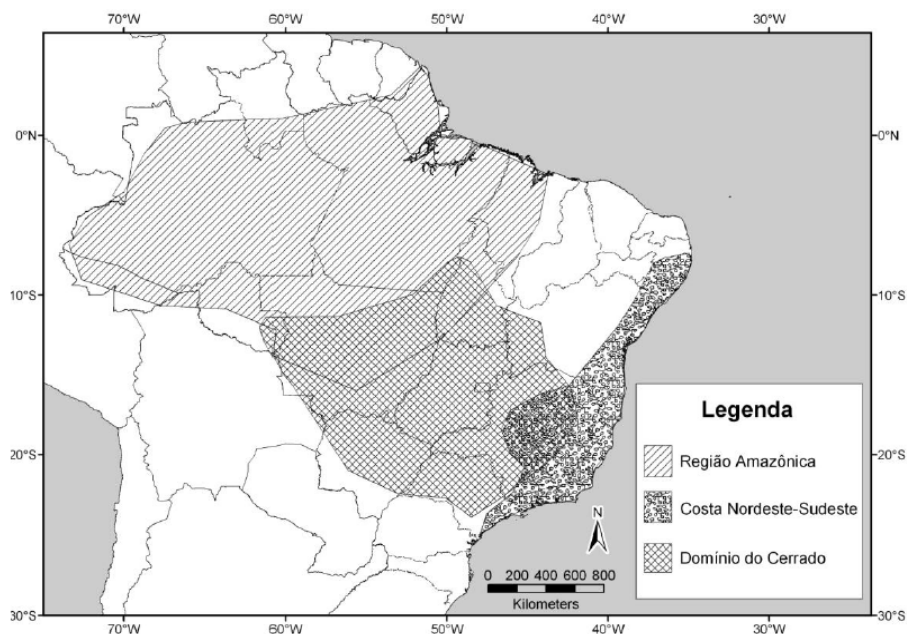 70°W 60°W 50°W 40°W 30°W
0°N 0°N
10°S 10°S
20°S 20°S
30°S 30°S
Legenda
Região Amazônica
Costa Nordeste-Sudeste
Domínio do Cerrado
N
0 200 400 600 800
Kilometers
70°W 60°W 50°W 40°W 30°W